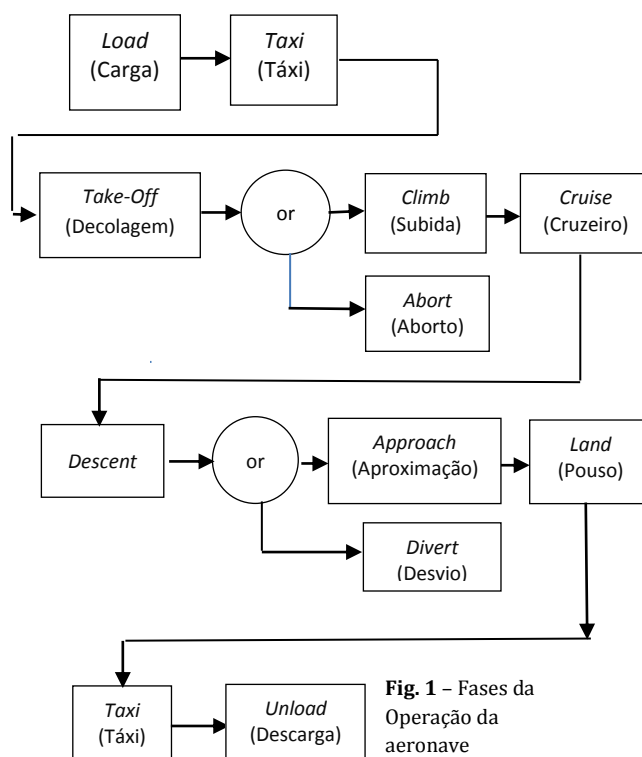 Load
(Carga)
Taxi
(Táxi)
Take-Off
(Decolagem)
or
Climb
(Subida)
Cruise
(Cruzeiro)
Abort
(Aborto)
Descent
or
Approach
(Aproximação)
Land
(Pouso)
Divert
(Desvio)
Taxi
(Táxi)
Unload
(Descarga)
Fig. 1 – Fases da
Operação da
aeronave